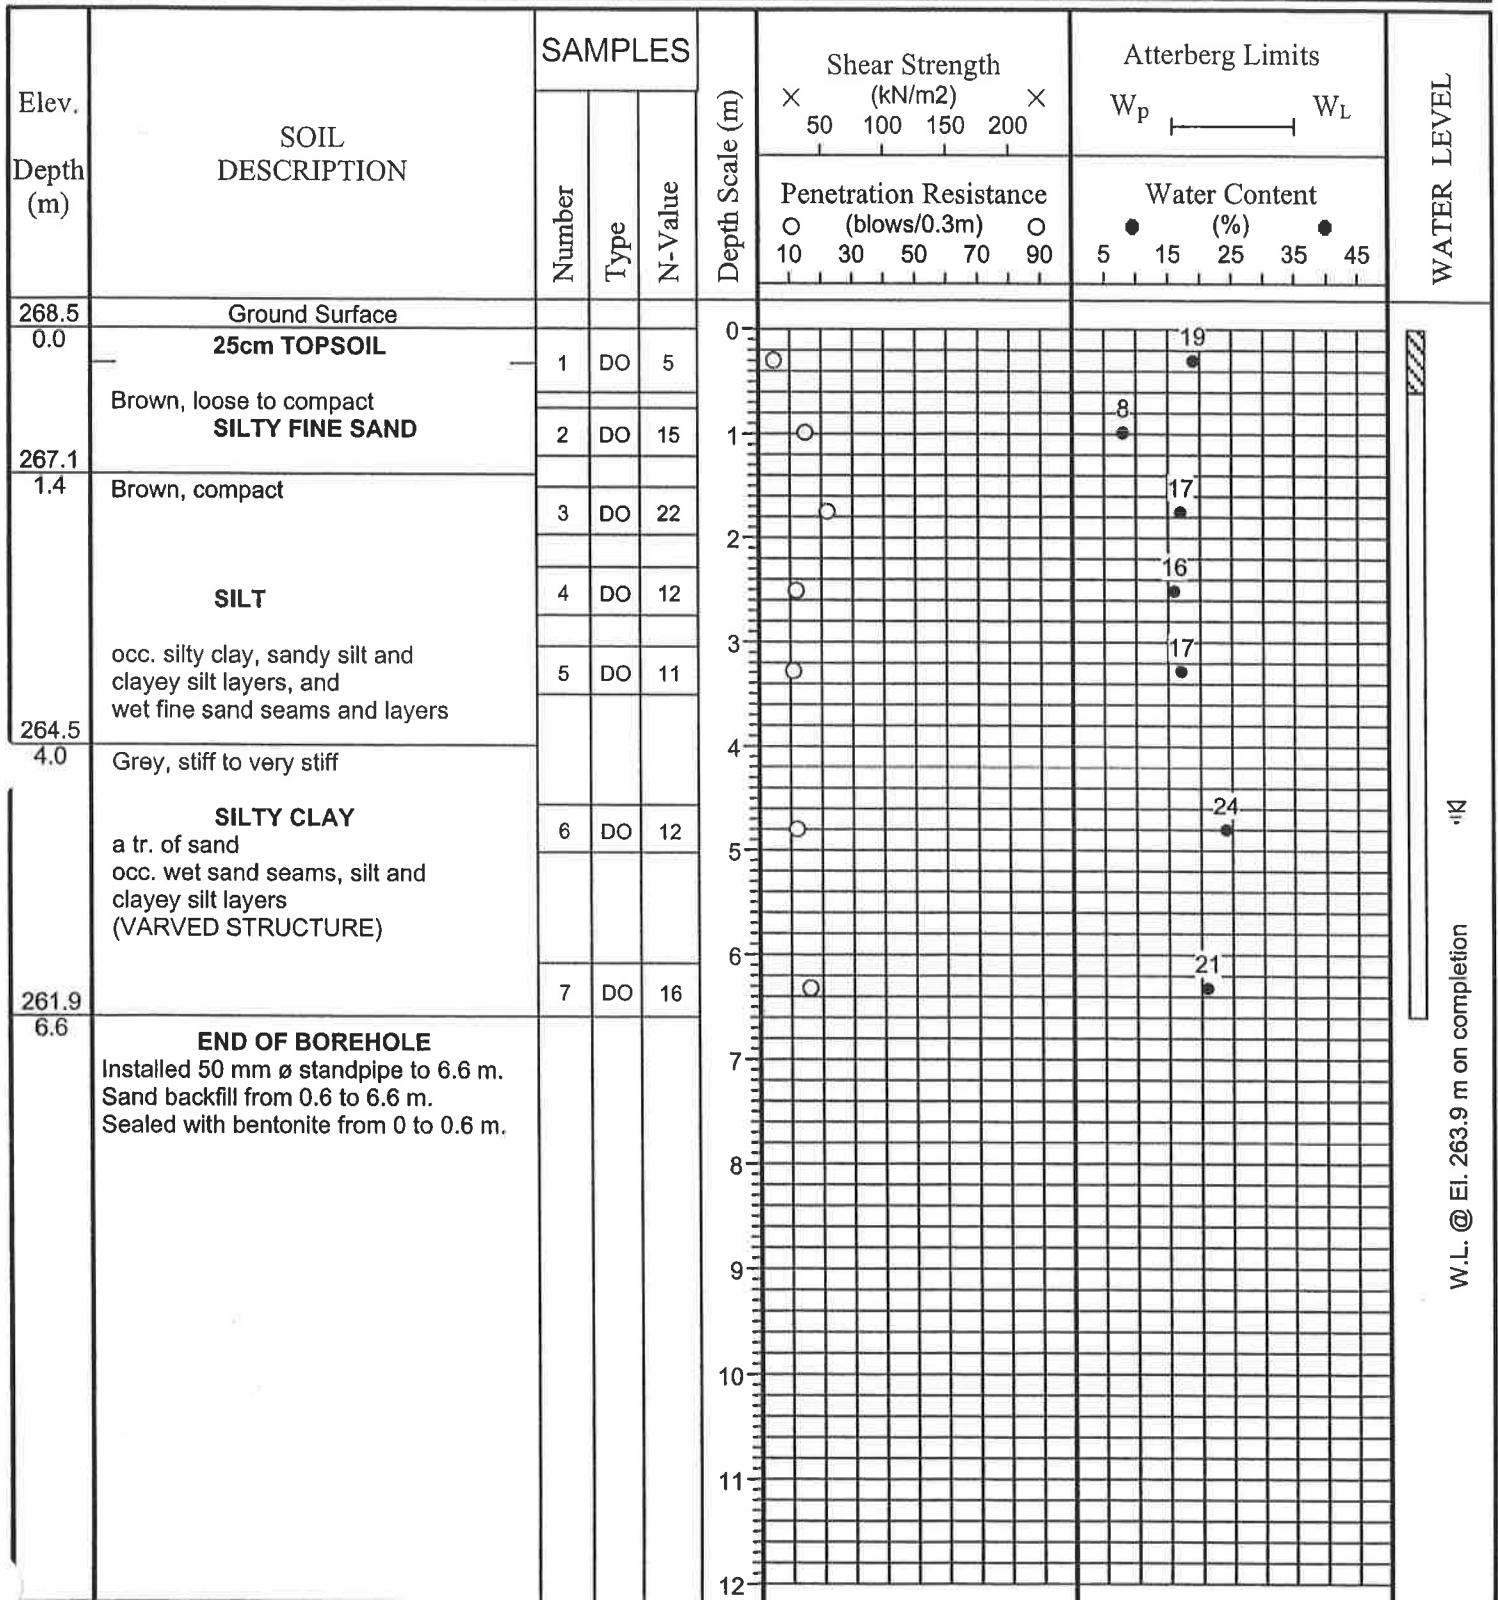 SAMPLES
Elev.
Depth
(m)
SOIL
DESCRIPTION
Number
Type
N-Value
Depth Scale (m)
Shear Strength
× (kN/m2) ×
50 100 150 200
Penetration Resistance
○ (blows/0.3m) ○
10 30 50 70 90
Atterberg Limits
Wp WL
Water Content
● (%) ●
5 15 25 35 45
WATER LEVEL
268.5 Ground Surface
0.0 25cm TOPSOIL
0
19
1 DO 5
Brown, loose to compact
8
SILTY FINE SAND
2 DO 15
1
267.1
1.4 Brown, compact
17
3 DO 22
2
16
SILT
4 DO 12
3
17
occ. silty clay, sandy silt and
5 DO 11
clayey silt layers, and
wet fine sand seams and layers
264.5
4
4.0 Grey, stiff to very stiff
24
SILTY CLAY
6 DO 12
a tr. of sand
5
occ. wet sand seams, silt and
clayey silt layers
(VARVED STRUCTURE)
6
21
7 DO 16
261.9
6.6
END OF BOREHOLE
Installed 50 mm ø standpipe to 6.6 m.
7
Sand backfill from 0.6 to 6.6 m.
Sealed with bentonite from 0 to 0.6 m.
8
9
10
11
12
W.L. @ El. 263.9 m on completion